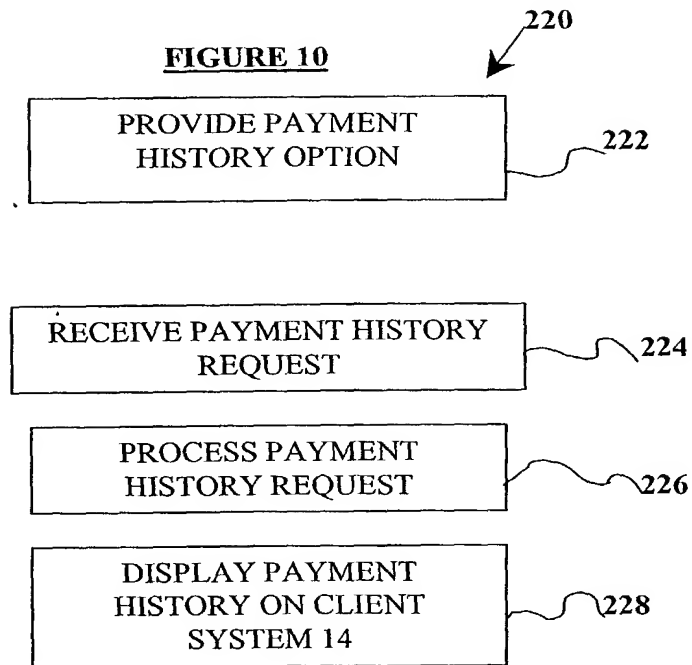 220
FIGURE 10
PROVIDE PAYMENT
HISTORY OPTION
222
RECEIVE PAYMENT HISTORY
REQUEST
224
PROCESS PAYMENT
HISTORY REQUEST
226
DISPLAY PAYMENT
HISTORY ON CLIENT
SYSTEM 14
228